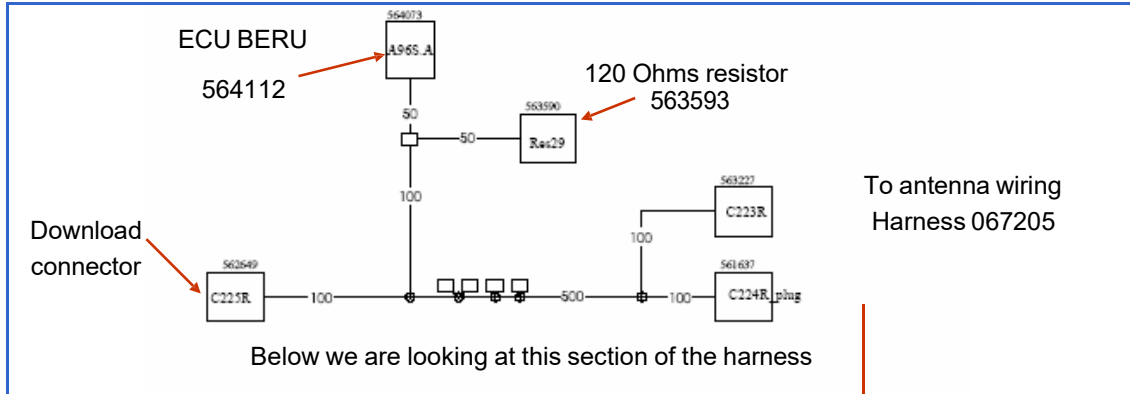 564073
ECU BERU
A96S.A
564112
120 Ohms resistor
563593
50
563590
50
Res29
100
563227
To antenna wiring
Harness 067205
C223R
Download
connector
100
562649
561637
C225R
100
500
100
C224R_plug
Below we are looking at this section of the harness